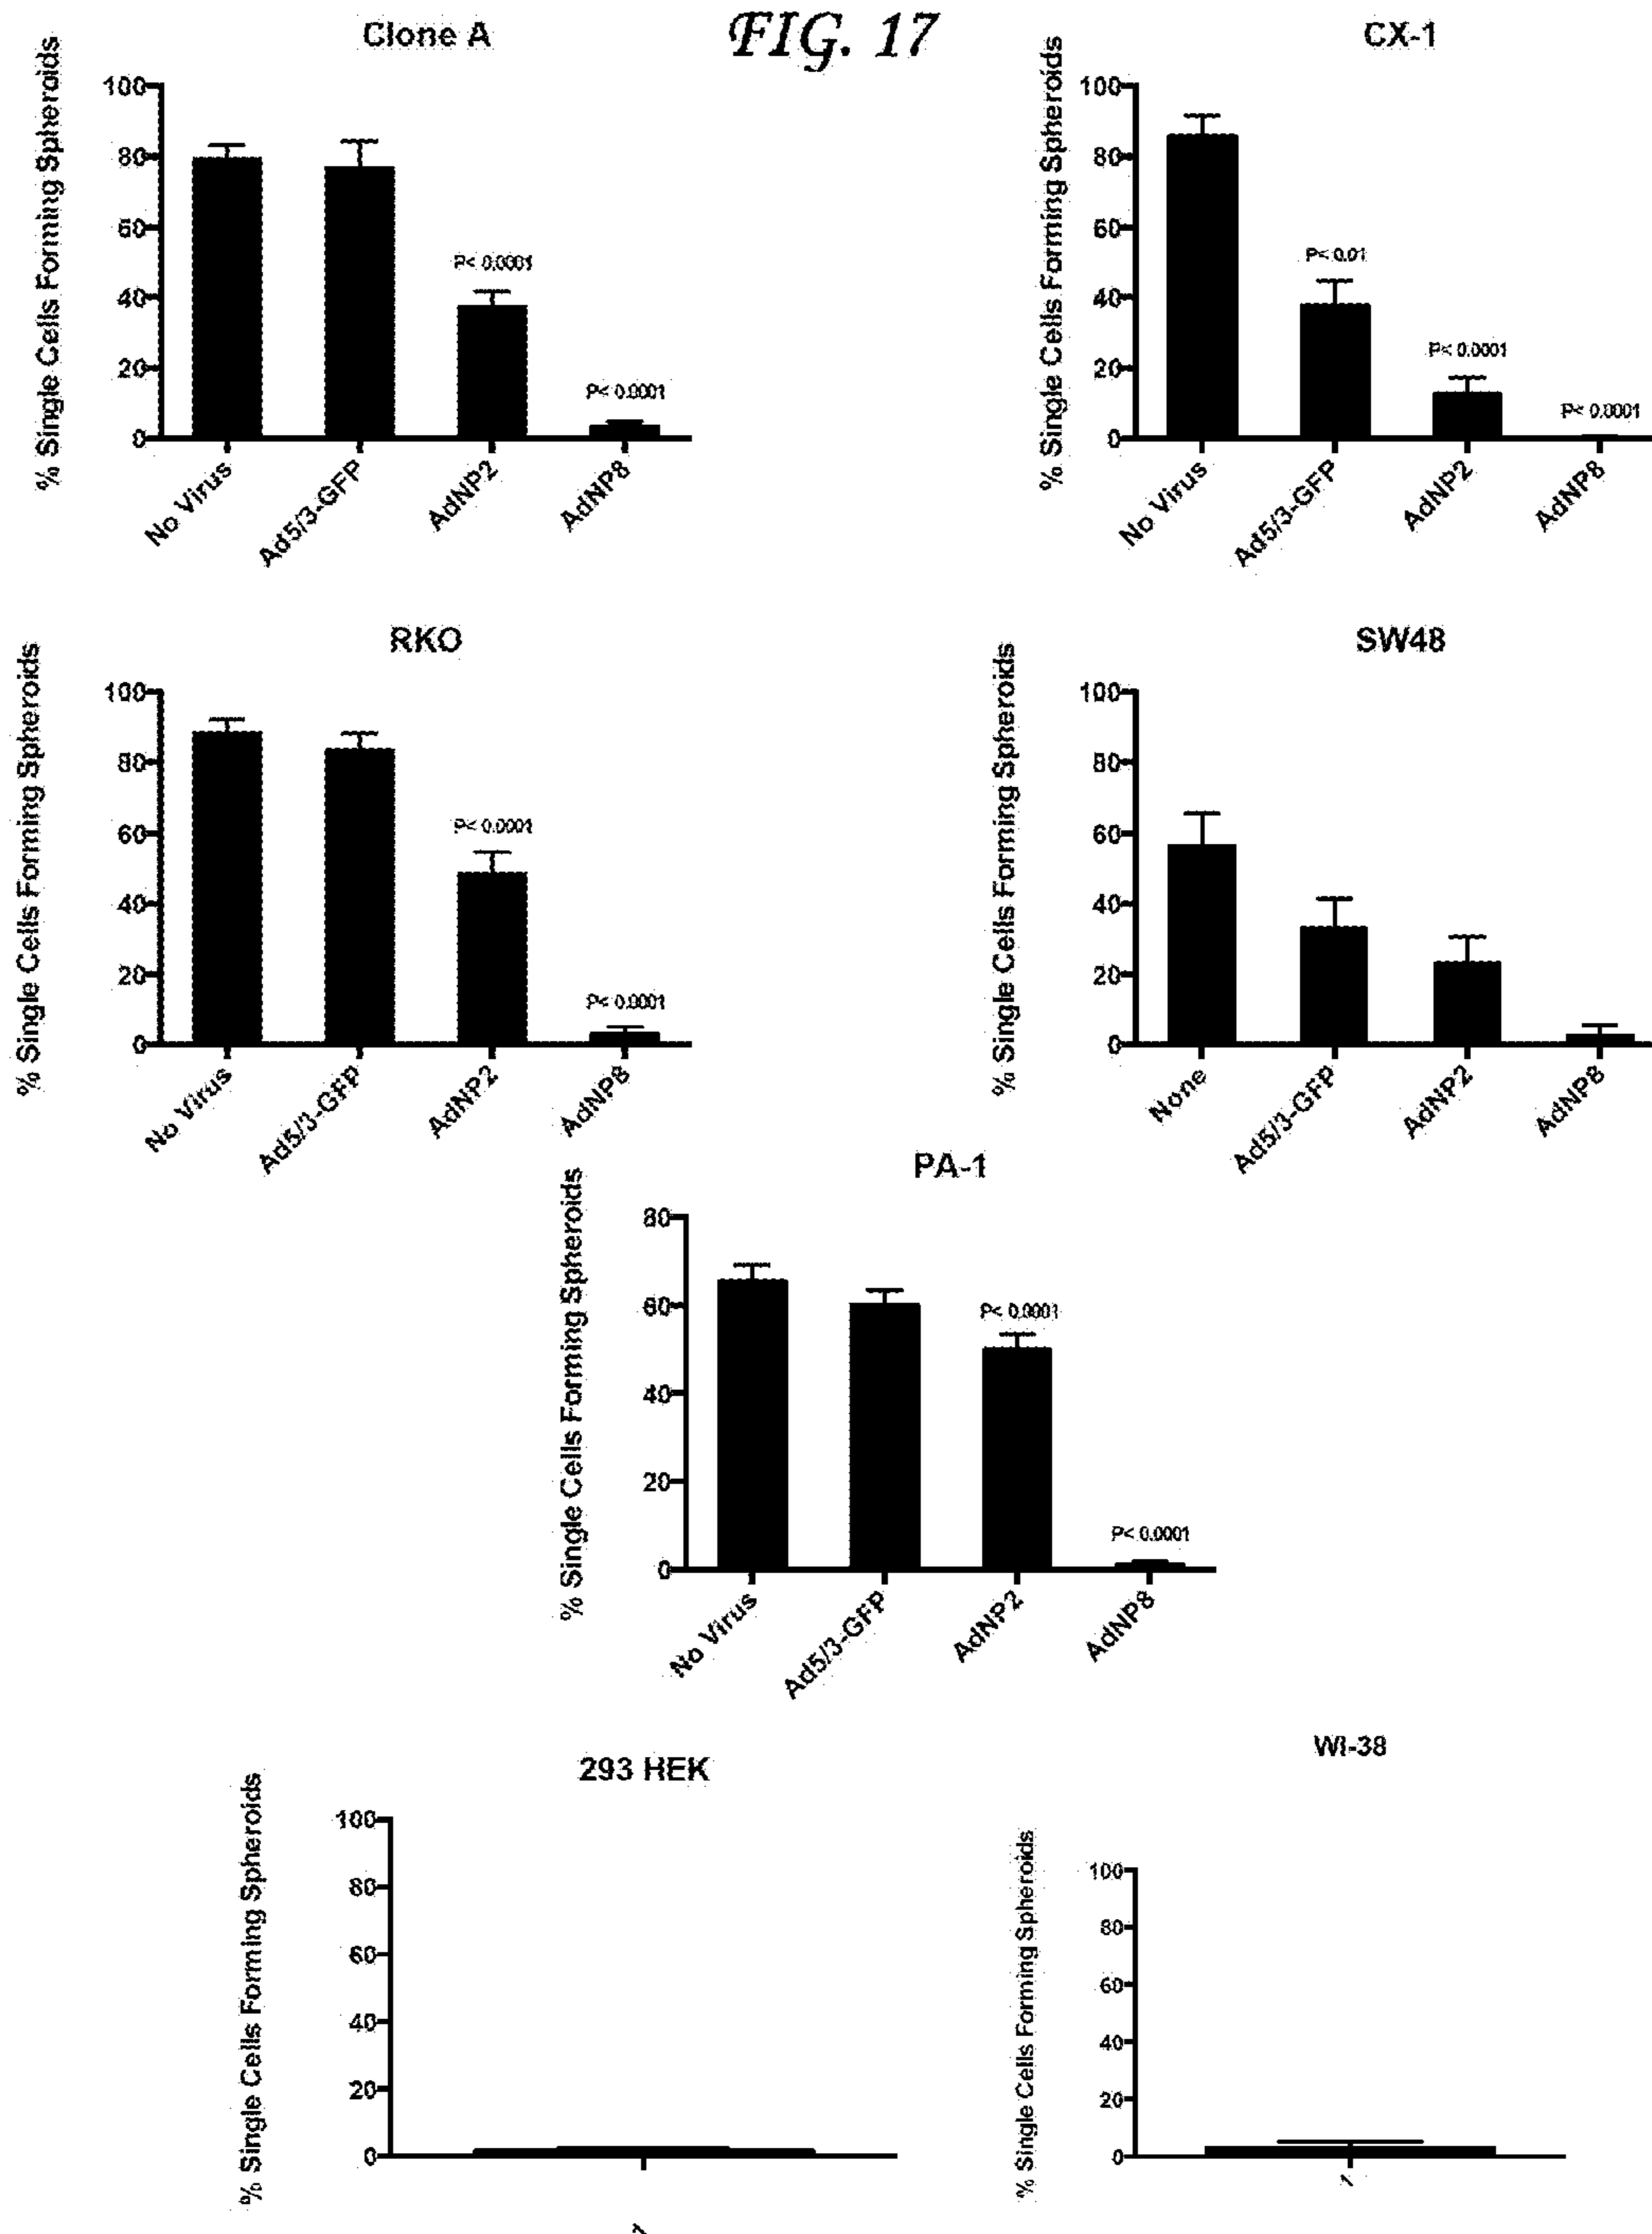 FIG. 17
Clone A
% Single Cells Forming Spheroids
100
80
60
40
20
0
P< 0.0001
P< 0.0001
No Virus
Ad5/3-GFP
AdNP2
AdNP8
CX-1
% Single Cells Forming Spheroids
100
80
60
40
20
0
P< 0.01
P< 0.0001
P< 0.0001
No Virus
Ad5/3-GFP
AdNP2
AdNP8
RKO
% Single Cells Forming Spheroids
100
80
60
40
20
0
P< 0.0001
P< 0.0001
No Virus
Ad5/3-GFP
AdNP2
AdNP8
SW48
% Single Cells Forming Spheroids
100
80
60
40
20
0
None
Ad5/3-GFP
AdNP2
AdNP8
PA-1
% Single Cells Forming Spheroids
80
60
40
20
0
P< 0.0001
P< 0.0001
No Virus
Ad5/3-GFP
AdNP2
AdNP8
293 HEK
% Single Cells Forming Spheroids
100
80
60
40
20
0
WI-38
% Single Cells Forming Spheroids
100
80
60
40
20
0
1